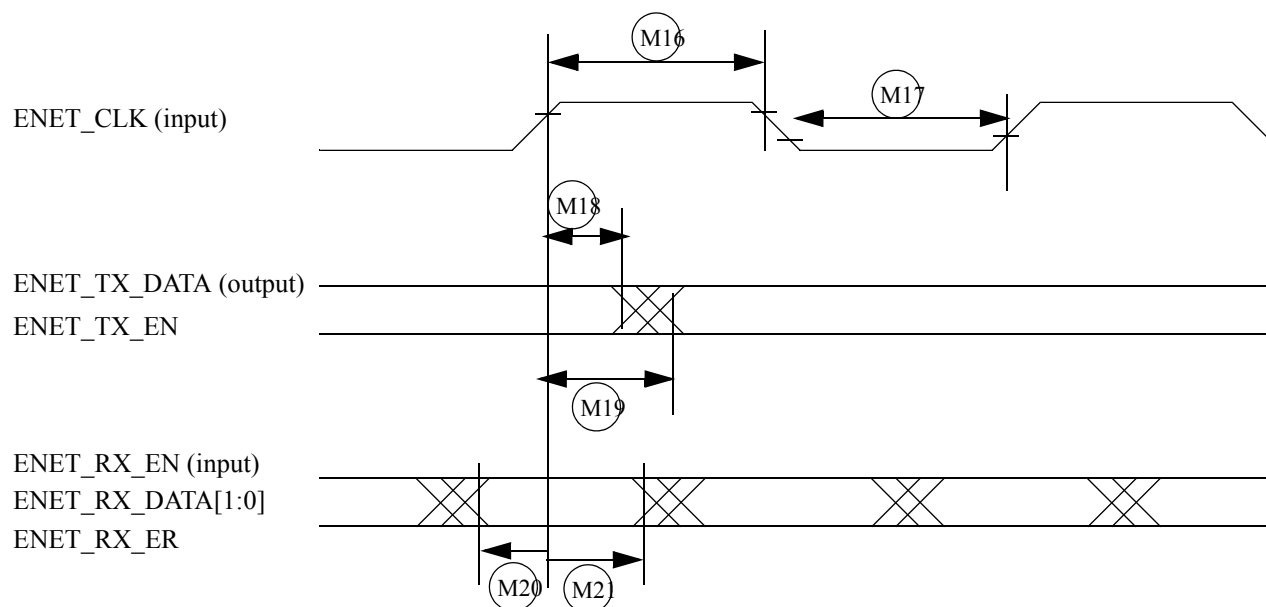 M16
M17
ENET_CLK (input)
M18
ENET_TX_DATA (output)
ENET_TX_EN
M19
ENET_RX_EN (input)
ENET_RX_DATA[1:0]
ENET_RX_ER
M20
M21